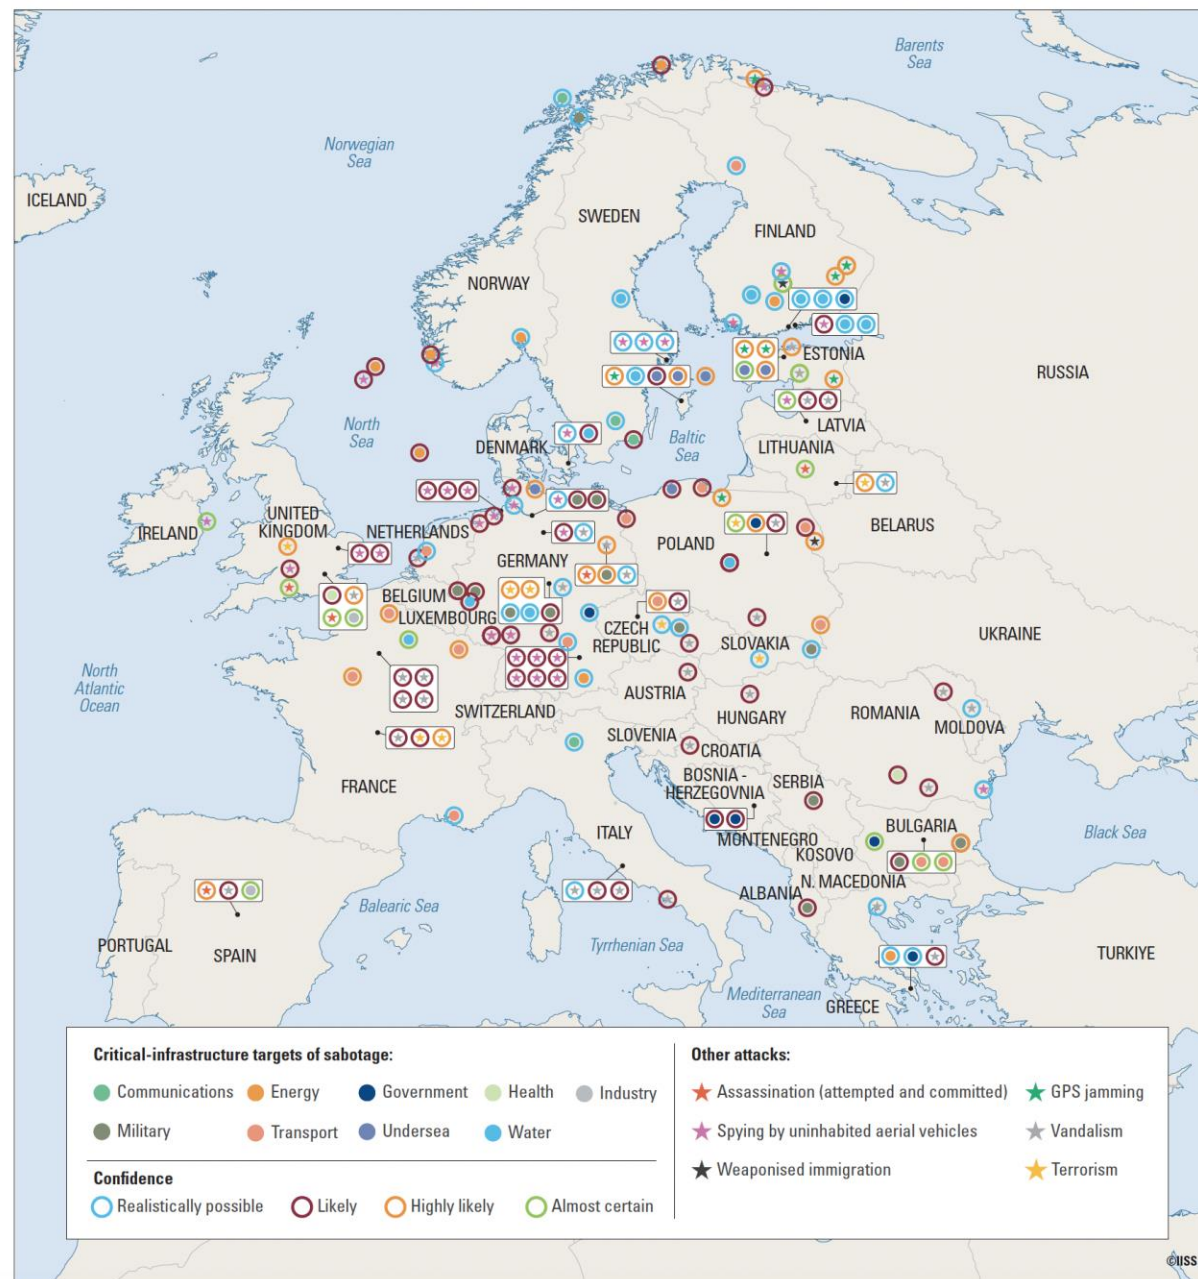 Barents
Sea
Norwegian
Sea
ICELAND
SWEDEN
FINLAND
NORWAY
ESTONIA
RUSSIA
North
Sea
LATVIA
DENMARK
Baltic
Sea
LITHUANIA
UNITED
KINGDOM
IRELAND
NETHERLANDS
BELARUS
POLAND
GERMANY
BELGIUM
LUXEMBOURG
CZECH
REPUBLIC
SLOVAKIA
UKRAINE
North
Atlantic
Ocean
AUSTRIA
SWITZERLAND
HUNGARY
ROMANIA
MOLDOVA
SLOVENIA
CROATIA
FRANCE
BOSNIA -
HERZEGOVNIA
SERBIA
ITALY
MONTENEGRO
BULGARIA
Black Sea
KOSOVO
N. MACEDONIA
ALBANIA
Balearic Sea
PORTUGAL
SPAIN
Tyrrhenian Sea
TURKIYE
Mediterranean
Sea
GREECE
Critical-infrastructure targets of sabotage:
Communications
Energy
Government
Health
Industry
Military
Transport
Undersea
Water
Confidence
Realistically possible
Likely
Highly likely
Almost certain
Other attacks:
Assassination (attempted and committed)
GPS jamming
Spying by uninhabited aerial vehicles
Vandalism
Weaponised immigration
Terrorism
©IISS